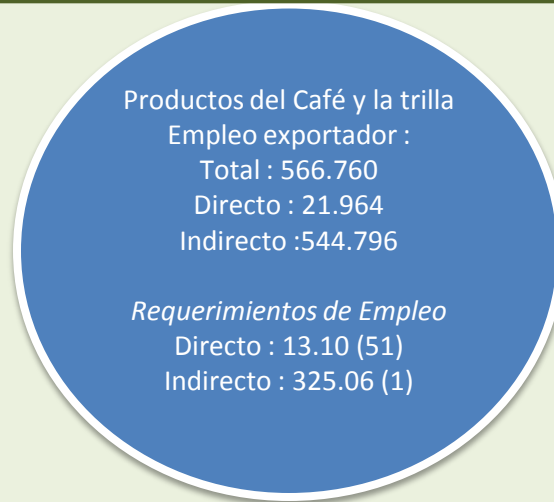 Productos del Café y la trilla
Empleo exportador :
Total : 566.760
Directo : 21.964
Indirecto :544.796
Requerimientos de Empleo
Directo : 13.10 (51)
Indirecto : 325.06 (1)